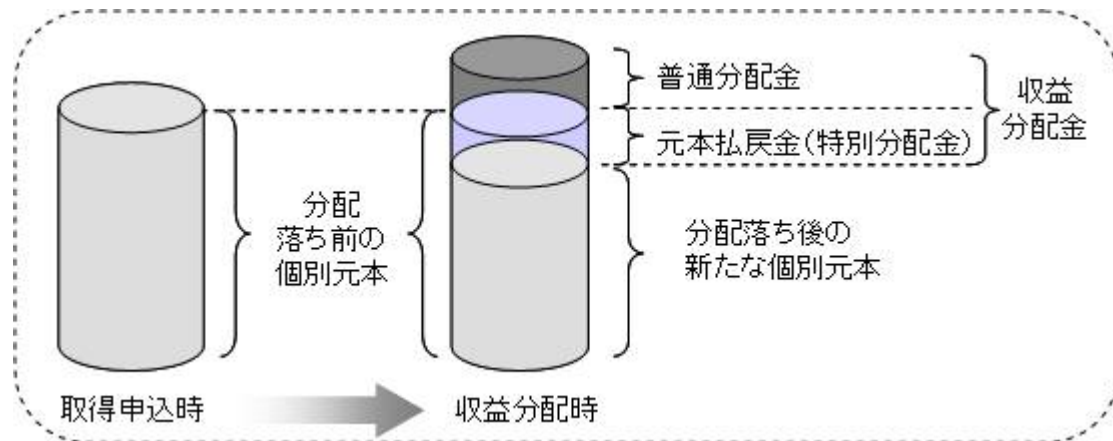 普通分配金
元本払戻金(特別分配金)
収益
分配金
分配
落ち前の
個別元本
分配落ち後の
新たな個別元本
取得申込時
収益分配時